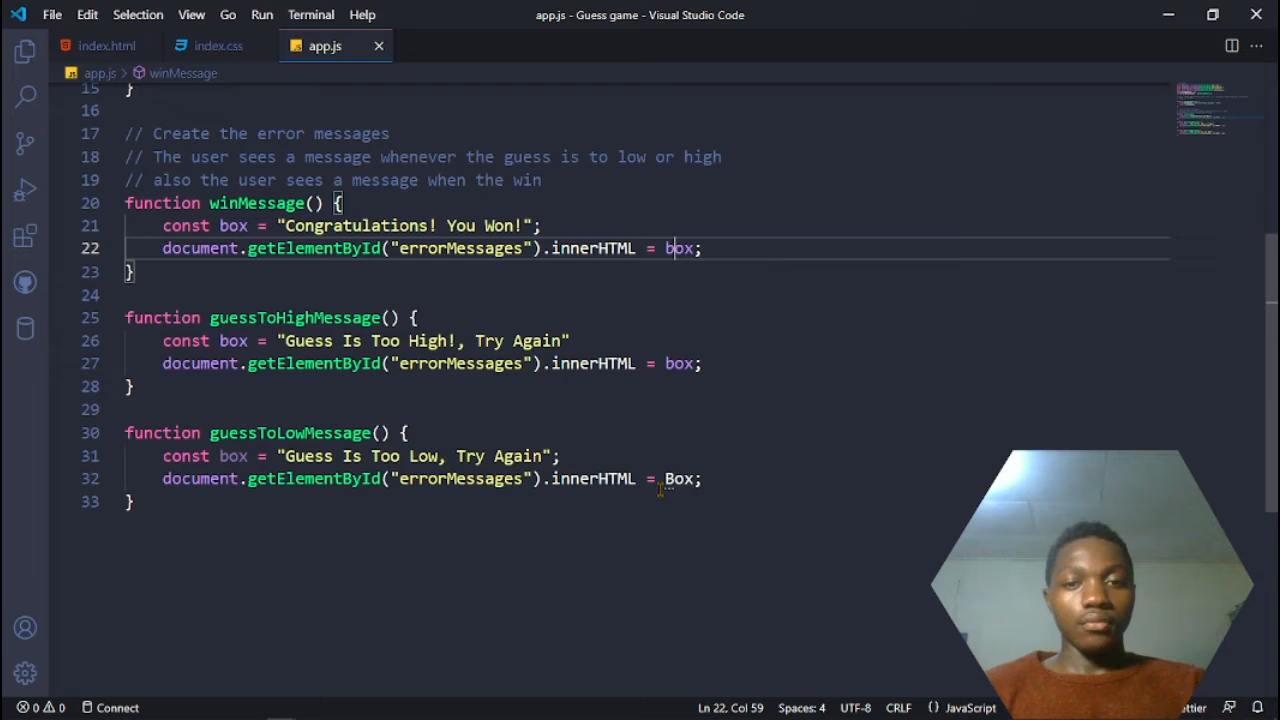 File Edit Selection View Go Run Terminal Help app.js - Guess game - Visual Studio Code
index.html index.css JS app.js
JS app.js winMessage
15 }
16
17 // Create the error messages
18 // The user sees a message whenever the guess is to low or high
19 // also the user sees a message when the win
20 function winMessage() {
21 const box = "Congratulations! You Won!";
22 document.getElementById("errorMessages").innerHTML = box;
23 }
24
25 function guessToHighMessage() {
26 const box = "Guess Is Too High!, Try Again"
27 document.getElementById("errorMessages").innerHTML = box;
28 }
29
30 function guessToLowMessage() {
31 const box = "Guess Is Too Low, Try Again";
32 document.getElementById("errorMessages").innerHTML = Box;
33 }
0 0 Connect Ln 22, Col 59 Spaces: 4 UTF-8 CRLF {} JavaScript ettier